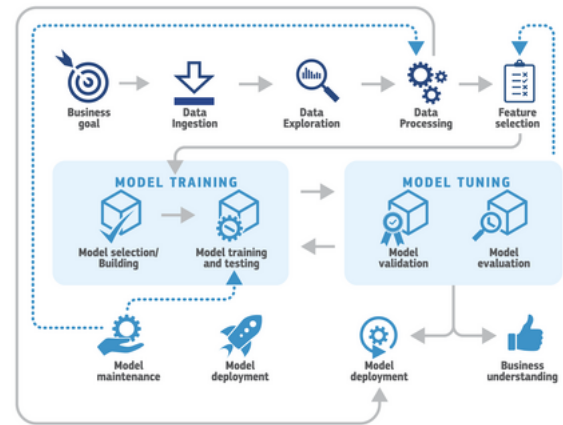 Business
goal
Data
Ingestion
Data
Exploration
Data
Processing
Feature
selection
MODEL TRAINING
Model selection/
Building
Model training
and testing
MODEL TUNING
Model
validation
Model
evaluation
Model
maintenance
Model
deployment
Model
deployment
Business
understanding